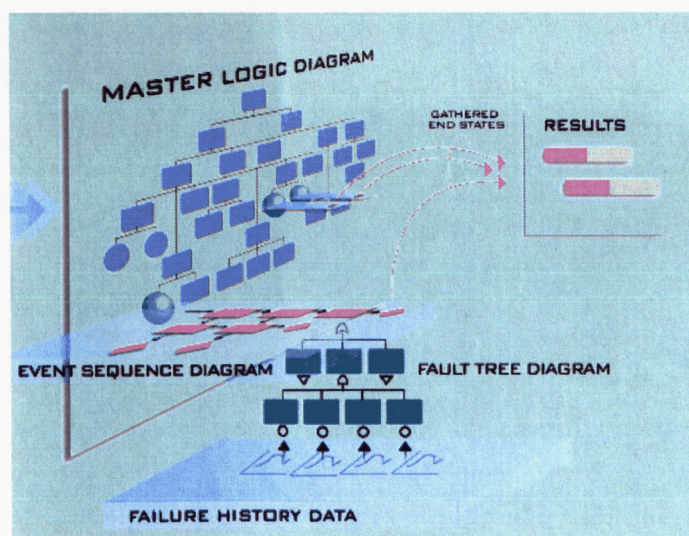 MASTER LOGIC DIAGRAM
GATHERED
END STATES
RESULTS
EVENT SEQUENCE DIAGRAM
FAULT TREE DIAGRAM
FAILURE HISTORY DATA